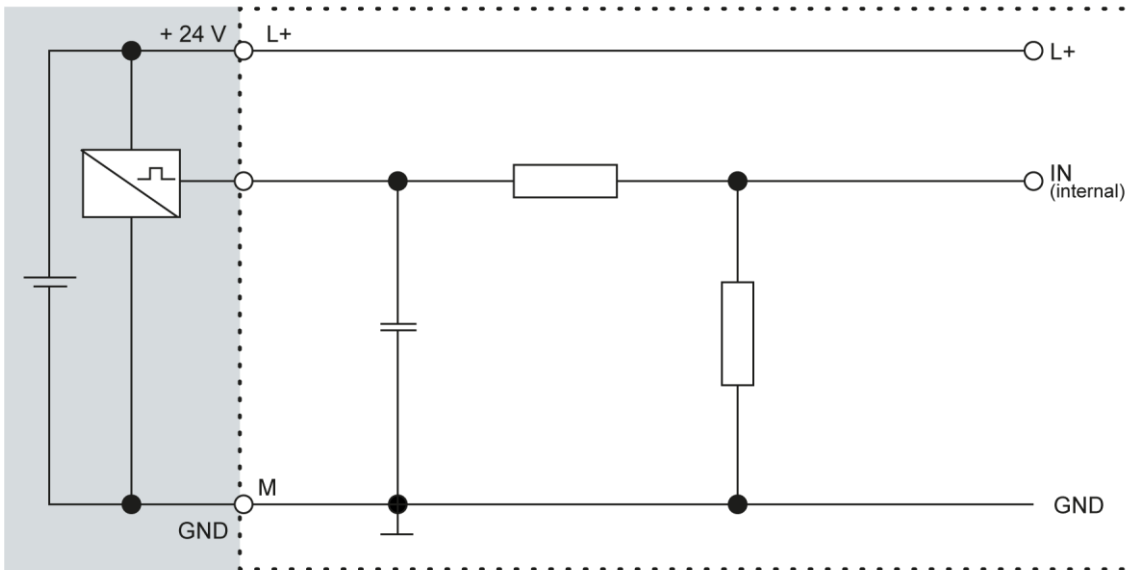 + 24 V
L+
L+
IN
(internal)
M
GND
GND